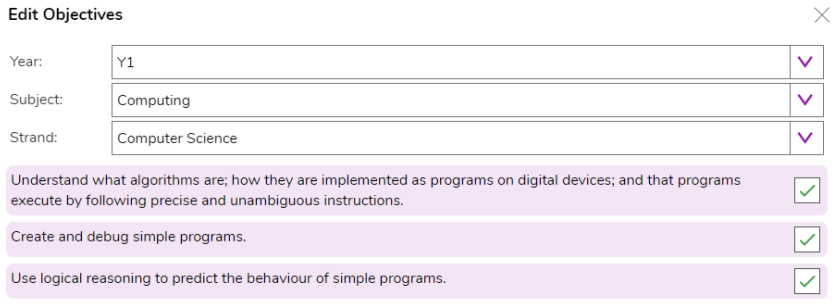 Edit Objectives
Year: Y1
Subject: Computing
Strand: Computer Science
Understand what algorithms are; how they are implemented as programs on digital devices; and that programs
execute by following precise and unambiguous instructions.
Create and debug simple programs.
Use logical reasoning to predict the behaviour of simple programs.